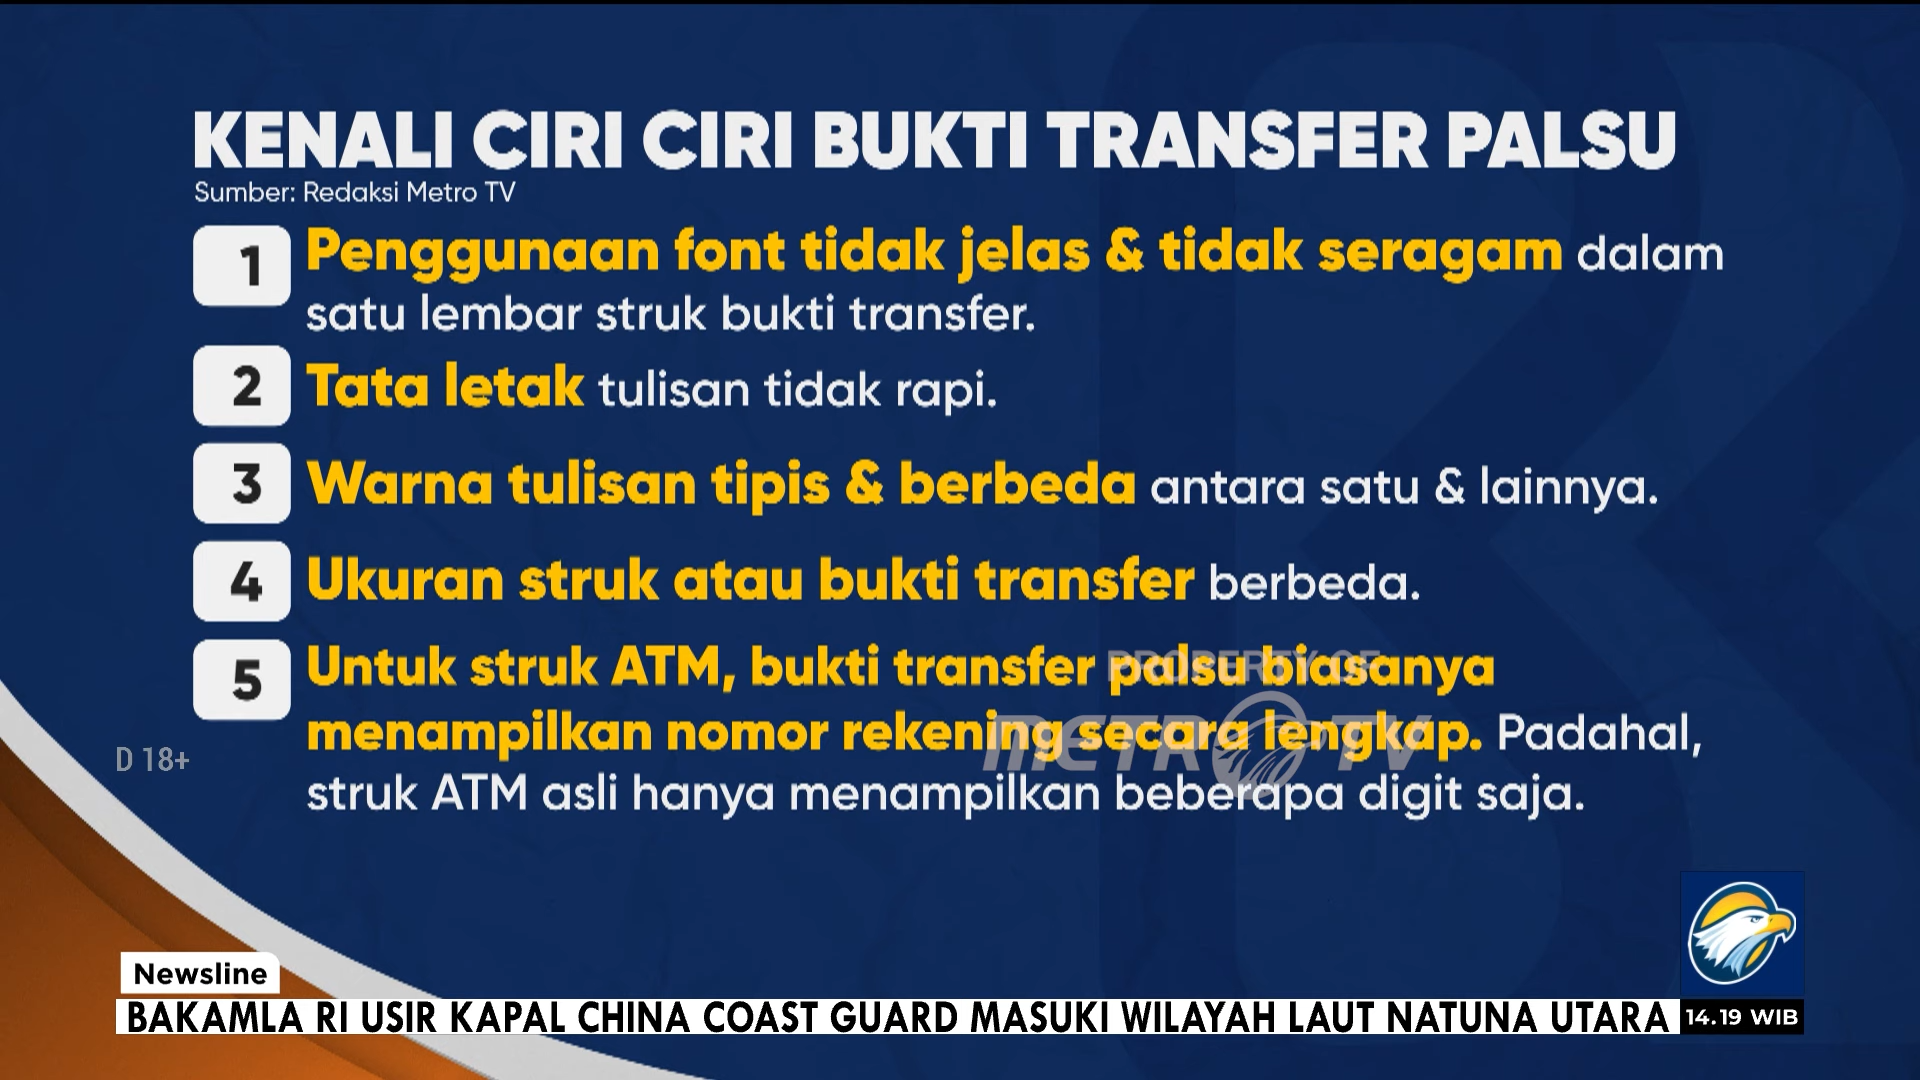 KENALI CIRI CIRI BUKTI TRANSFER PALSU
Sumber: Redaksi Metro TV
1 Penggunaan font tidak jelas & tidak seragam dalam
satu lembar struk bukti transfer.
2 Tata letak tulisan tidak rapi.
3 Warna tulisan tipis & berbeda antara satu & lainnya.
4 Ukuran struk atau bukti transfer berbeda.
5 Untuk struk ATM, bukti transfer palsu biasanya
menampilkan nomor rekening secara lengkap. Padahal,
struk ATM asli hanya menampilkan beberapa digit saja.
PROPERTY OF
METRO TV
D 18+
Newsline
BAKAMLA RI USIR KAPAL CHINA COAST GUARD MASUKI WILAYAH LAUT NATUNA UTARA
14.19 WIB